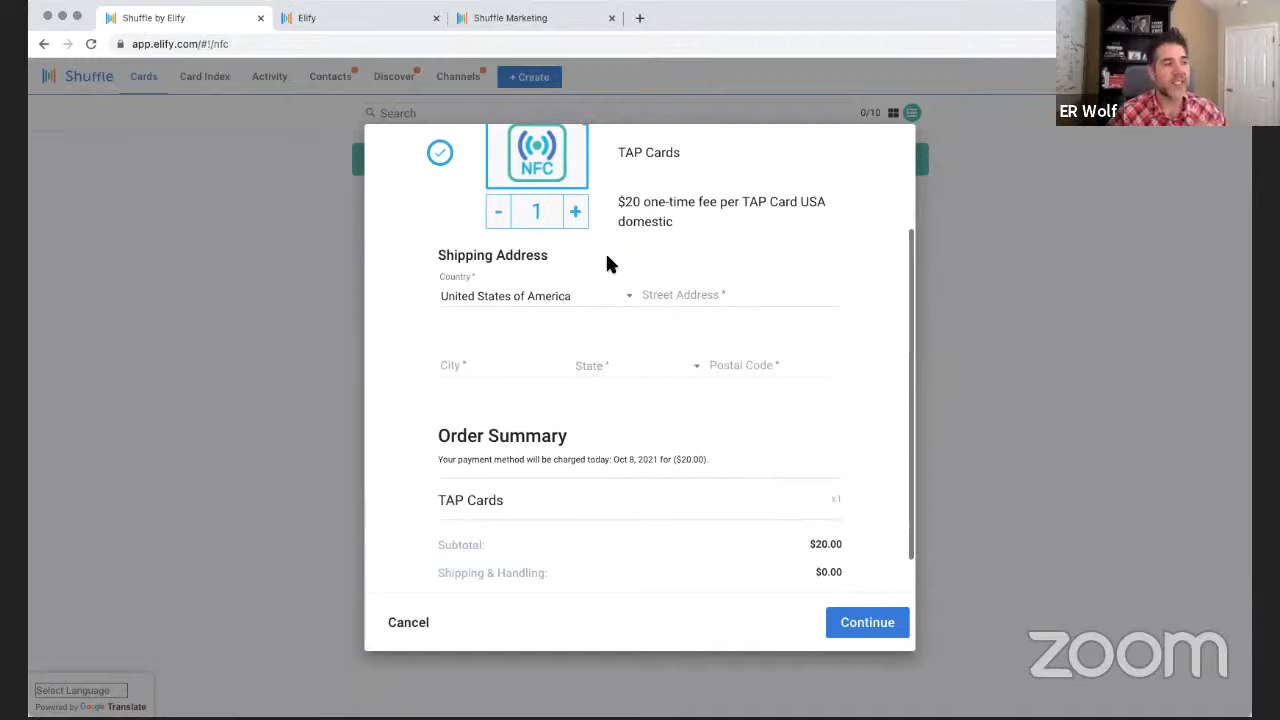 Shuffle by Elify
Elify
Shuffle Marketing
app.elify.com/#!/nfc
Shuffle
Cards
Card Index
Activity
Contacts
Discover
Channels
+ Create
ER Wolf
Search
0/10
NFC
TAP Cards
- 1 +
$20 one-time fee per TAP Card USA
domestic
Shipping Address
Country *
United States of America
Street Address *
City *
State *
Postal Code *
Order Summary
Your payment method will be charged today: Oct 8, 2021 for ($20.00).
TAP Cards
x1
Subtotal:
$20.00
Shipping & Handling:
$0.00
Cancel
Continue
zoom
Select Language
Powered by Google Translate